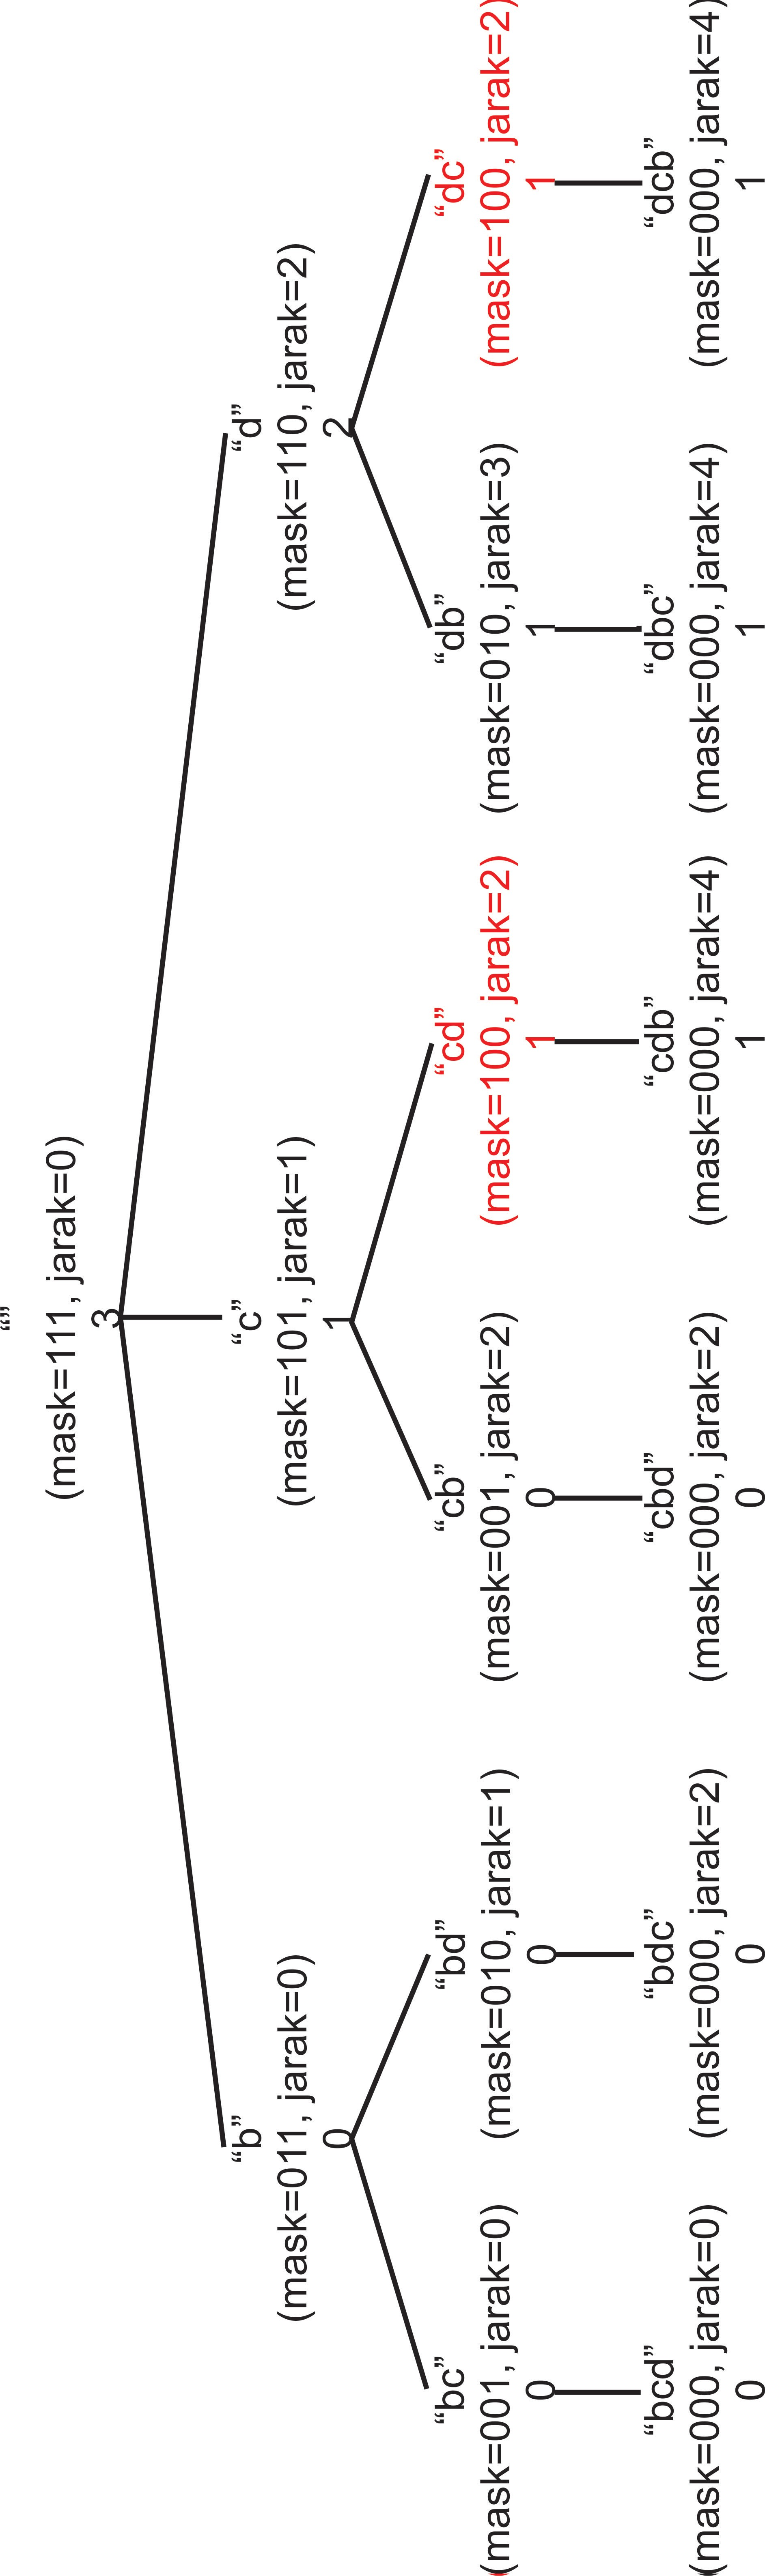 “”
(mask=111, jarak=0)
3
“b”
(mask=011, jarak=0)
0
“c”
(mask=101, jarak=1)
1
“d”
(mask=110, jarak=2)
2
“bc”
(mask=001, jarak=0)
0
“bd”
(mask=010, jarak=1)
0
“cb”
(mask=001, jarak=2)
0
“cd”
(mask=100, jarak=2)
1
“db”
(mask=010, jarak=3)
1
“dc”
(mask=100, jarak=2)
1
“bcd”
(mask=000, jarak=0)
0
“bdc”
(mask=000, jarak=2)
0
“cbd”
(mask=000, jarak=2)
0
“cdb”
(mask=000, jarak=4)
1
“dbc”
(mask=000, jarak=4)
1
“dcb”
(mask=000, jarak=4)
1